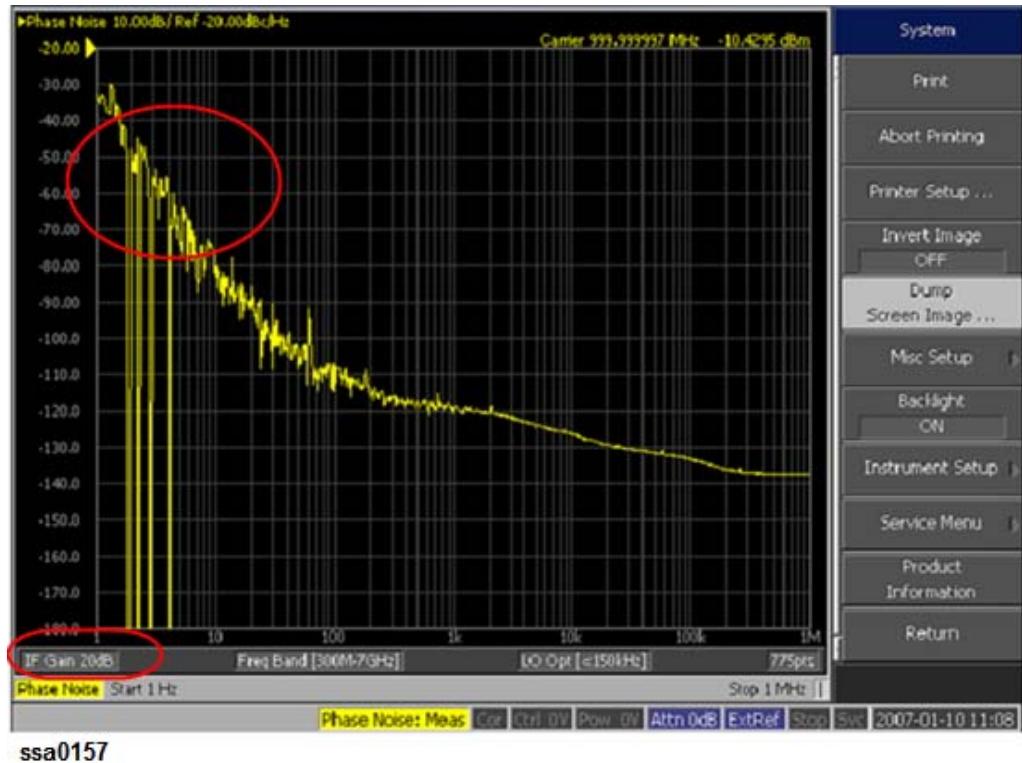 ▶Phase Noise 10.00dB/ Ref -20.00dBc/Hz
Carrier 999.999997 MHz -10.4295 dBm
-20.00
-30.00
-40.00
-50.00
-60.00
-70.00
-80.00
-90.00
-100.0
-110.0
-120.0
-130.0
-140.0
-150.0
-160.0
-170.0
-180.0
1 10 100 1k 10k 100k 1M
IF Gain 20dB Freq Band [300M-7GHz] LO Opt [<150kHz] 775pts
Phase Noise Start 1 Hz Stop 1 MHz
Phase Noise: Meas Cor Ctrl 0V Pow 0V Attn 0dB ExtRef Stop Svc 2007-01-10 11:08
System
Print
Abort Printing
Printer Setup ...
Invert Image
OFF
Dump
Screen Image ...
Misc Setup
Backlight
ON
Instrument Setup
Service Menu
Product
Information
Return
ssa0157